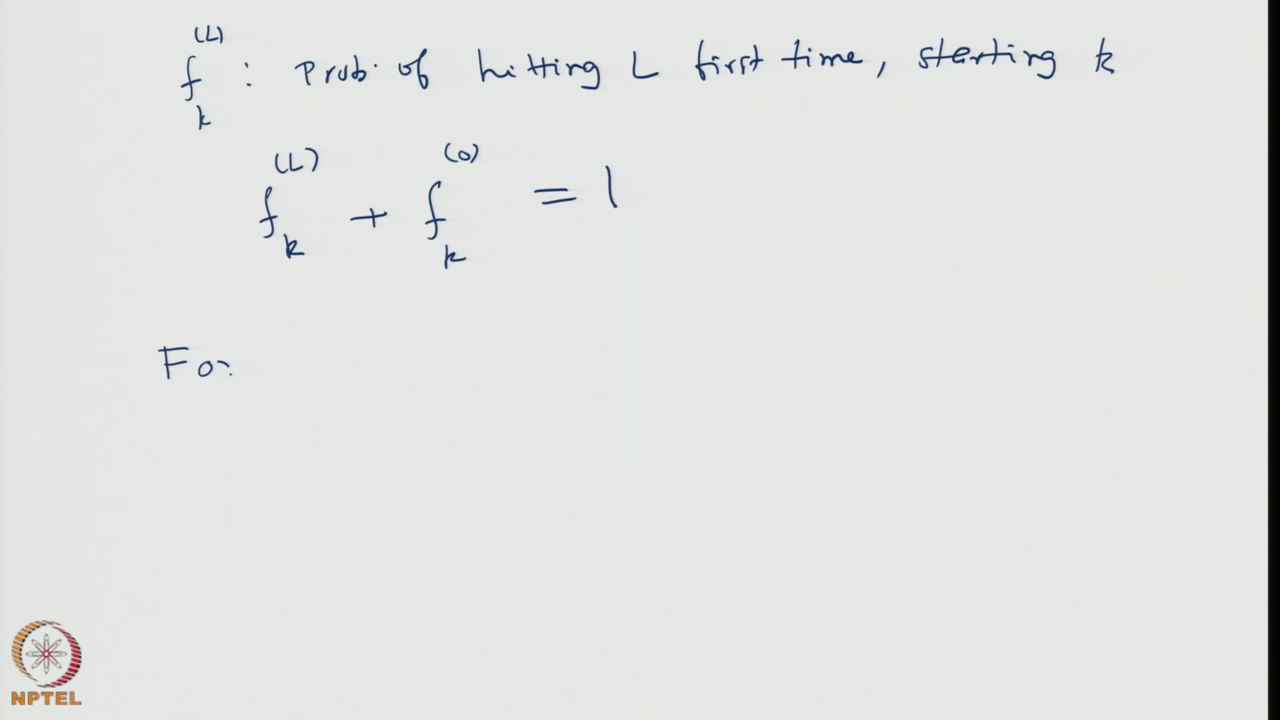 f_k^(L) : Prob. of hitting L first time, starting k
f_k^(L) + f_k^(0) = 1
For
NPTEL